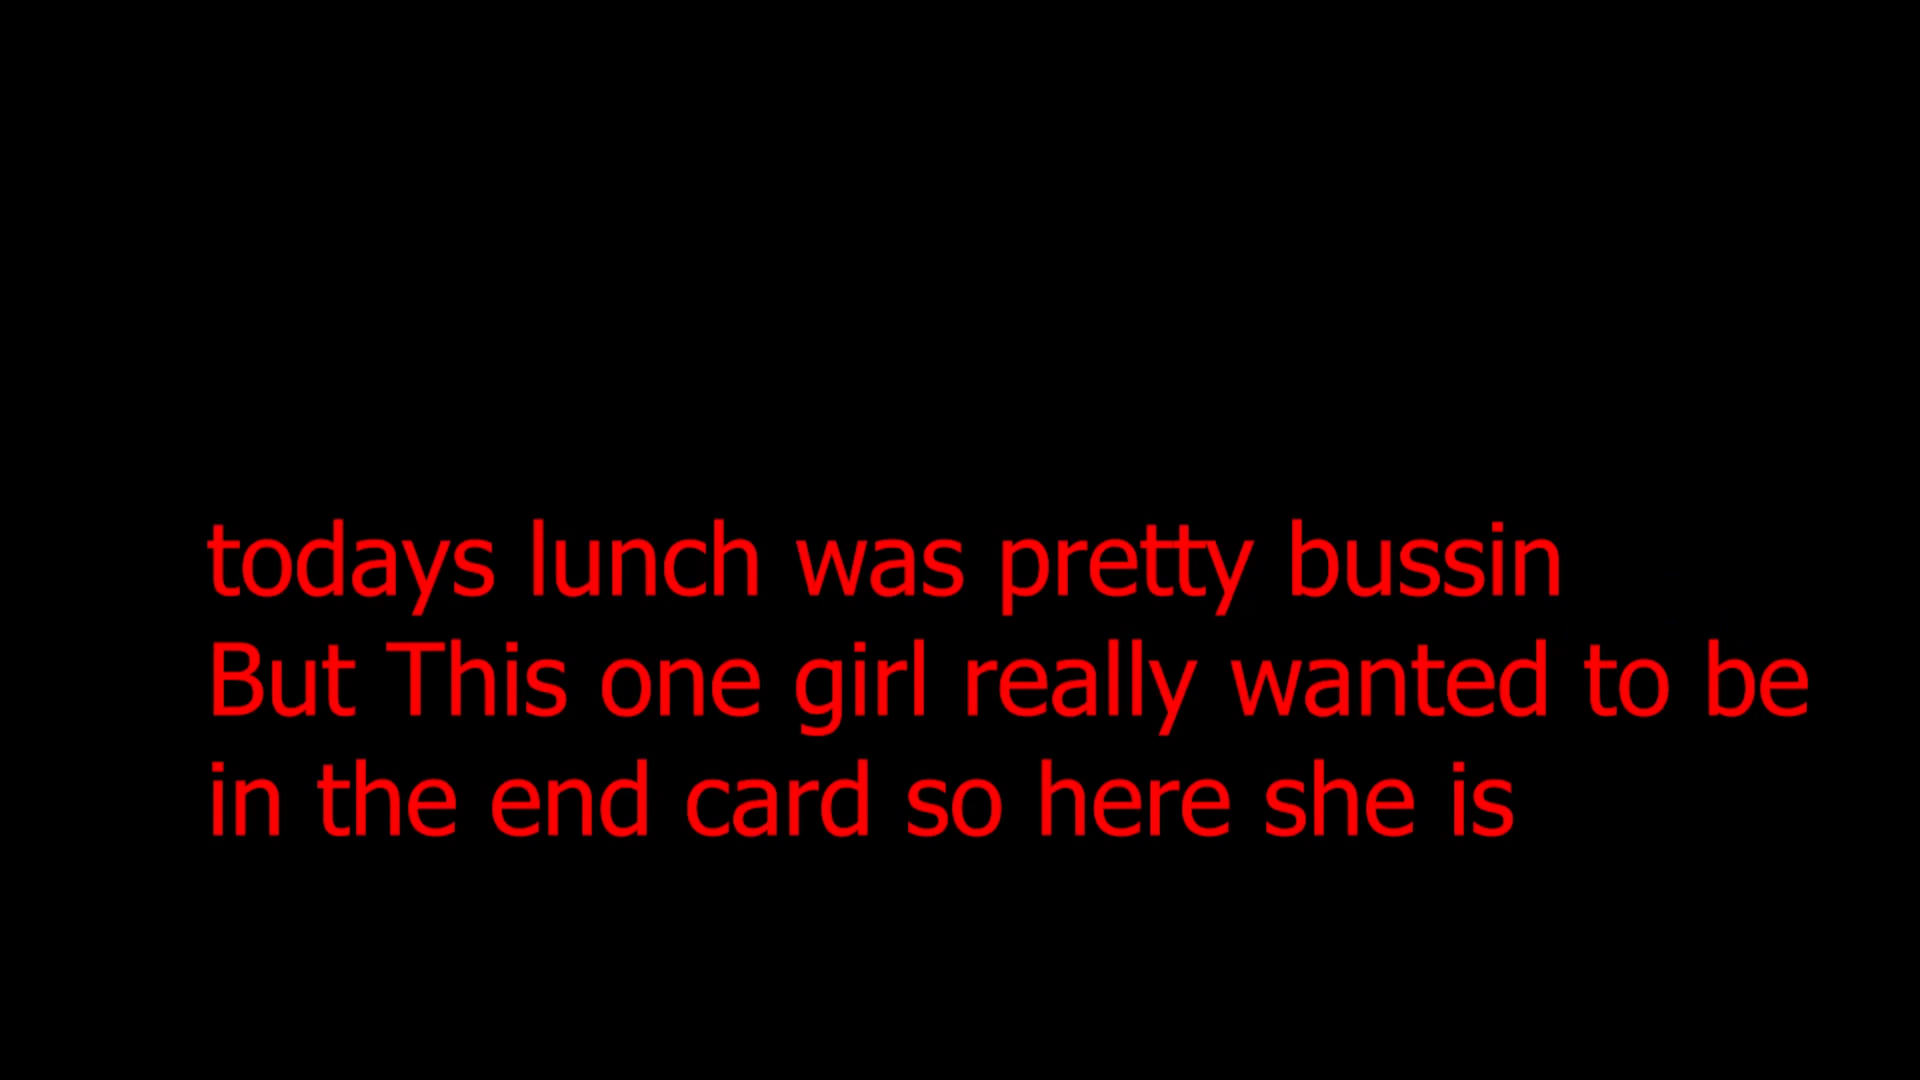 todays lunch was pretty bussin
But This one girl really wanted to be
in the end card so here she is